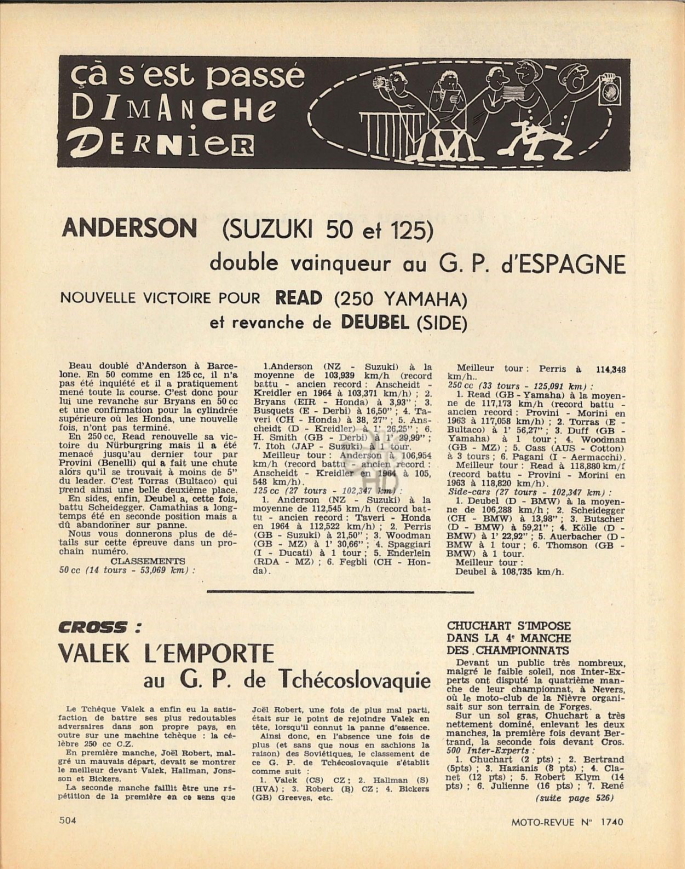 çà s'est passé
DIMANCHE
DERNIER
ANDERSON (SUZUKI 50 et 125)
double vainqueur au G. P. d'ESPAGNE
NOUVELLE VICTOIRE POUR READ (250 YAMAHA)
et revanche de DEUBEL (SIDE)
Beau doublé d'Anderson à Barce-
lone. En 50 comme en 125 cc, il n'a
pas été inquiété et il a pratiquement
mené toute la course. C'est donc pour
lui une revanche sur Bryans en 50 cc
et une confirmation pour la cylindrée
supérieure où les Honda, une nouvelle
fois, n'ont pas terminé.
En 250 cc, Read renouvelle sa vic-
toire du Nürburgring mais il a été
menacé jusqu'au dernier tour par
Provini (Benelli) qui a fait une chute
alors qu'il se trouvait à moins de 5"
du leader. C'est Torras (Bultaco) qui
prend ainsi une belle deuxième place.
En sides, enfin, Deubel a, cette fois,
battu Scheidegger. Camathias a long-
temps été en seconde position mais a
dû abandonner sur panne.
Nous vous donnerons plus de dé-
tails sur cette épreuve dans un pro-
chain numéro.
CLASSEMENTS
50 cc (14 tours - 53,069 km) :
1.Anderson (NZ - Suzuki) à la
moyenne de 103,939 km/h (record
battu - ancien record : Anscheidt -
Kreidler en 1964 à 103,371 km/h) ; 2.
Bryans (EIR - Honda) à 3,93" ; 3.
Busquets (E - Derbi) à 16,50" ; 4. Ta-
veri (CH - Honda) à 38, 27" ; 5. Ans-
cheidt (D - Kreidler) à 1' 26,25" ; 6.
H. Smith (GB - Derbi) à 1' 29,99" ;
7. Itoh (JAP - Suzuki) à 1 tour.
Meilleur tour : Anderson à 106,954
km/h (record battu - ancien record :
Anscheidt - Kreidler en 1964 à 105,
548 km/h).
125 cc (27 tours - 102,347 km) :
1. Anderson (NZ - Suzuki) à la
moyenne de 112,545 km/h (record bat-
tu - ancien record : Taveri - Honda
en 1964 à 112,522 km/h) ; 2. Perris
(GB - Suzuki) à 21,50" ; 3. Woodman
(GB - MZ) à 1' 30,66" ; 4. Spaggiari
(I - Ducati) à 1 tour ; 5. Enderlein
(RDA - MZ) ; 6. Fegbli (CH - Hon-
da).
Meilleur tour : Perris à 114,348
km/h..
250 cc (33 tours - 125,091 km) :
1. Read (GB - Yamaha) à la moyen-
ne de 117,173 km/h (record battu -
ancien record : Provini - Morini en
1963 à 117,058 km/h) ; 2. Torras (E -
Bultaco) à 1' 56,27" ; 3. Duff (GB -
Yamaha) à 1 tour ; 4. Woodman
(GB - MZ) ; 5. Cass (AUS - Cotton)
à 3 tours ; 6. Pagani (I - Aermacchi).
Meilleur tour : Read à 118,880 km/f
(record battu - Provini - Morini en
1963 à 118,820 km/h).
Side-cars (27 tours - 102,347 km) :
1. Deubel (D - BMW) à la moyen-
ne de 106,288 km/h ; 2. Scheidegger
(CH - BMW) à 13,98" ; 3. Butscher
(D - BMW) à 59,21" ; 4. Kölle (D -
BMW) à 1' 22,92" ; 5. Auerbacher (D -
BMW à 1 tour ; 6. Thomson (GB -
BMW) à 1 tour.
Meilleur tour :
Deubel à 108,735 km/h.
CROSS :
VALEK L'EMPORTE
au G. P. de Tchécoslovaquie
Le Tchèque Valek a enfin eu la satis-
faction de battre ses plus redoutables
adversaires dans son propre pays, en
outre sur une machine tchèque : la cé-
lèbre 250 cc C.Z.
En première manche, Joël Robert, mal-
gré un mauvais départ, devait se montrer
le meilleur devant Valek, Hallman, Jons-
son et Bickers.
La seconde manche faillit être une ré-
pétition de la première en ce sens que
Joël Robert, une fois de plus mal parti,
était sur le point de rejoindre Valek en
tête, lorsqu'il connut la panne d'essence.
Ainsi donc, en l'absence une fois de
plus (et sans que nous en sachions la
raison) des Soviétiques, le classement de
ce G. P. de Tchécoslovaquie s'établit
comme suit :
1. Valek (CS) CZ ; 2. Hallman (S)
(HVA) ; 3. Robert (B) CZ ; 4. Bickers
(GB) Greeves, etc.
CHUCHART S'IMPOSE
DANS LA 4e MANCHE
DES CHAMPIONNATS
Devant un public très nombreux,
malgré le faible soleil, nos Inter-Ex-
perts ont disputé la quatrième man-
che de leur championnat, à Nevers,
où le moto-club de la Nièvre organi-
sait sur son terrain de Forges.
Sur un sol gras, Chuchart a très
nettement dominé, enlevant les deux
manches, la première fois devant Ber-
trand, la seconde fois devant Cros.
500 Inter-Experts :
1. Chuchart (2 pts) ; 2. Bertrand
(5pts) ; 3. Hazianis (8 pts) ; 4. Cla-
net (12 pts) ; 5. Robert Klym (14
pts) ; 6. Julienne (16 pts) ; 7. René
(suite page 526)
504
MOTO-REVUE N° 1740